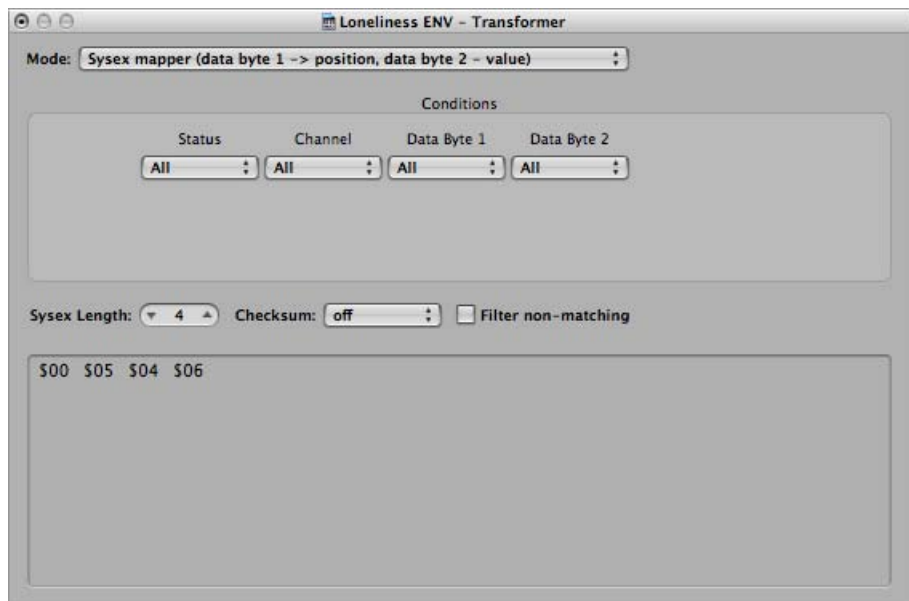 Loneliness ENV – Transformer
Mode: Sysex mapper (data byte 1 -> position, data byte 2 - value)
Conditions
Status Channel Data Byte 1 Data Byte 2
All All All All
Sysex Length: 4 Checksum: off Filter non-matching
$00 $05 $04 $06